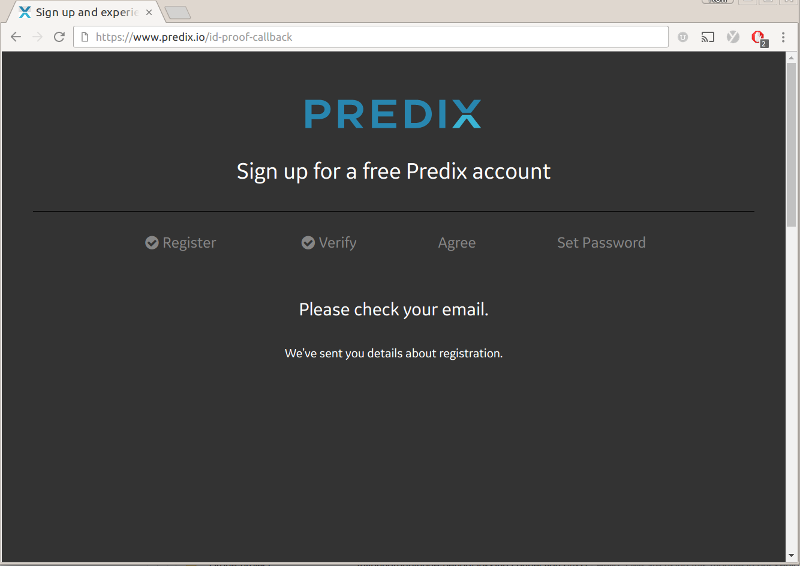 Sign up and experie
https://www.predix.io/id-proof-callback
2
PREDIX
Sign up for a free Predix account
Register
Verify
Agree
Set Password
Please check your email.
We've sent you details about registration.